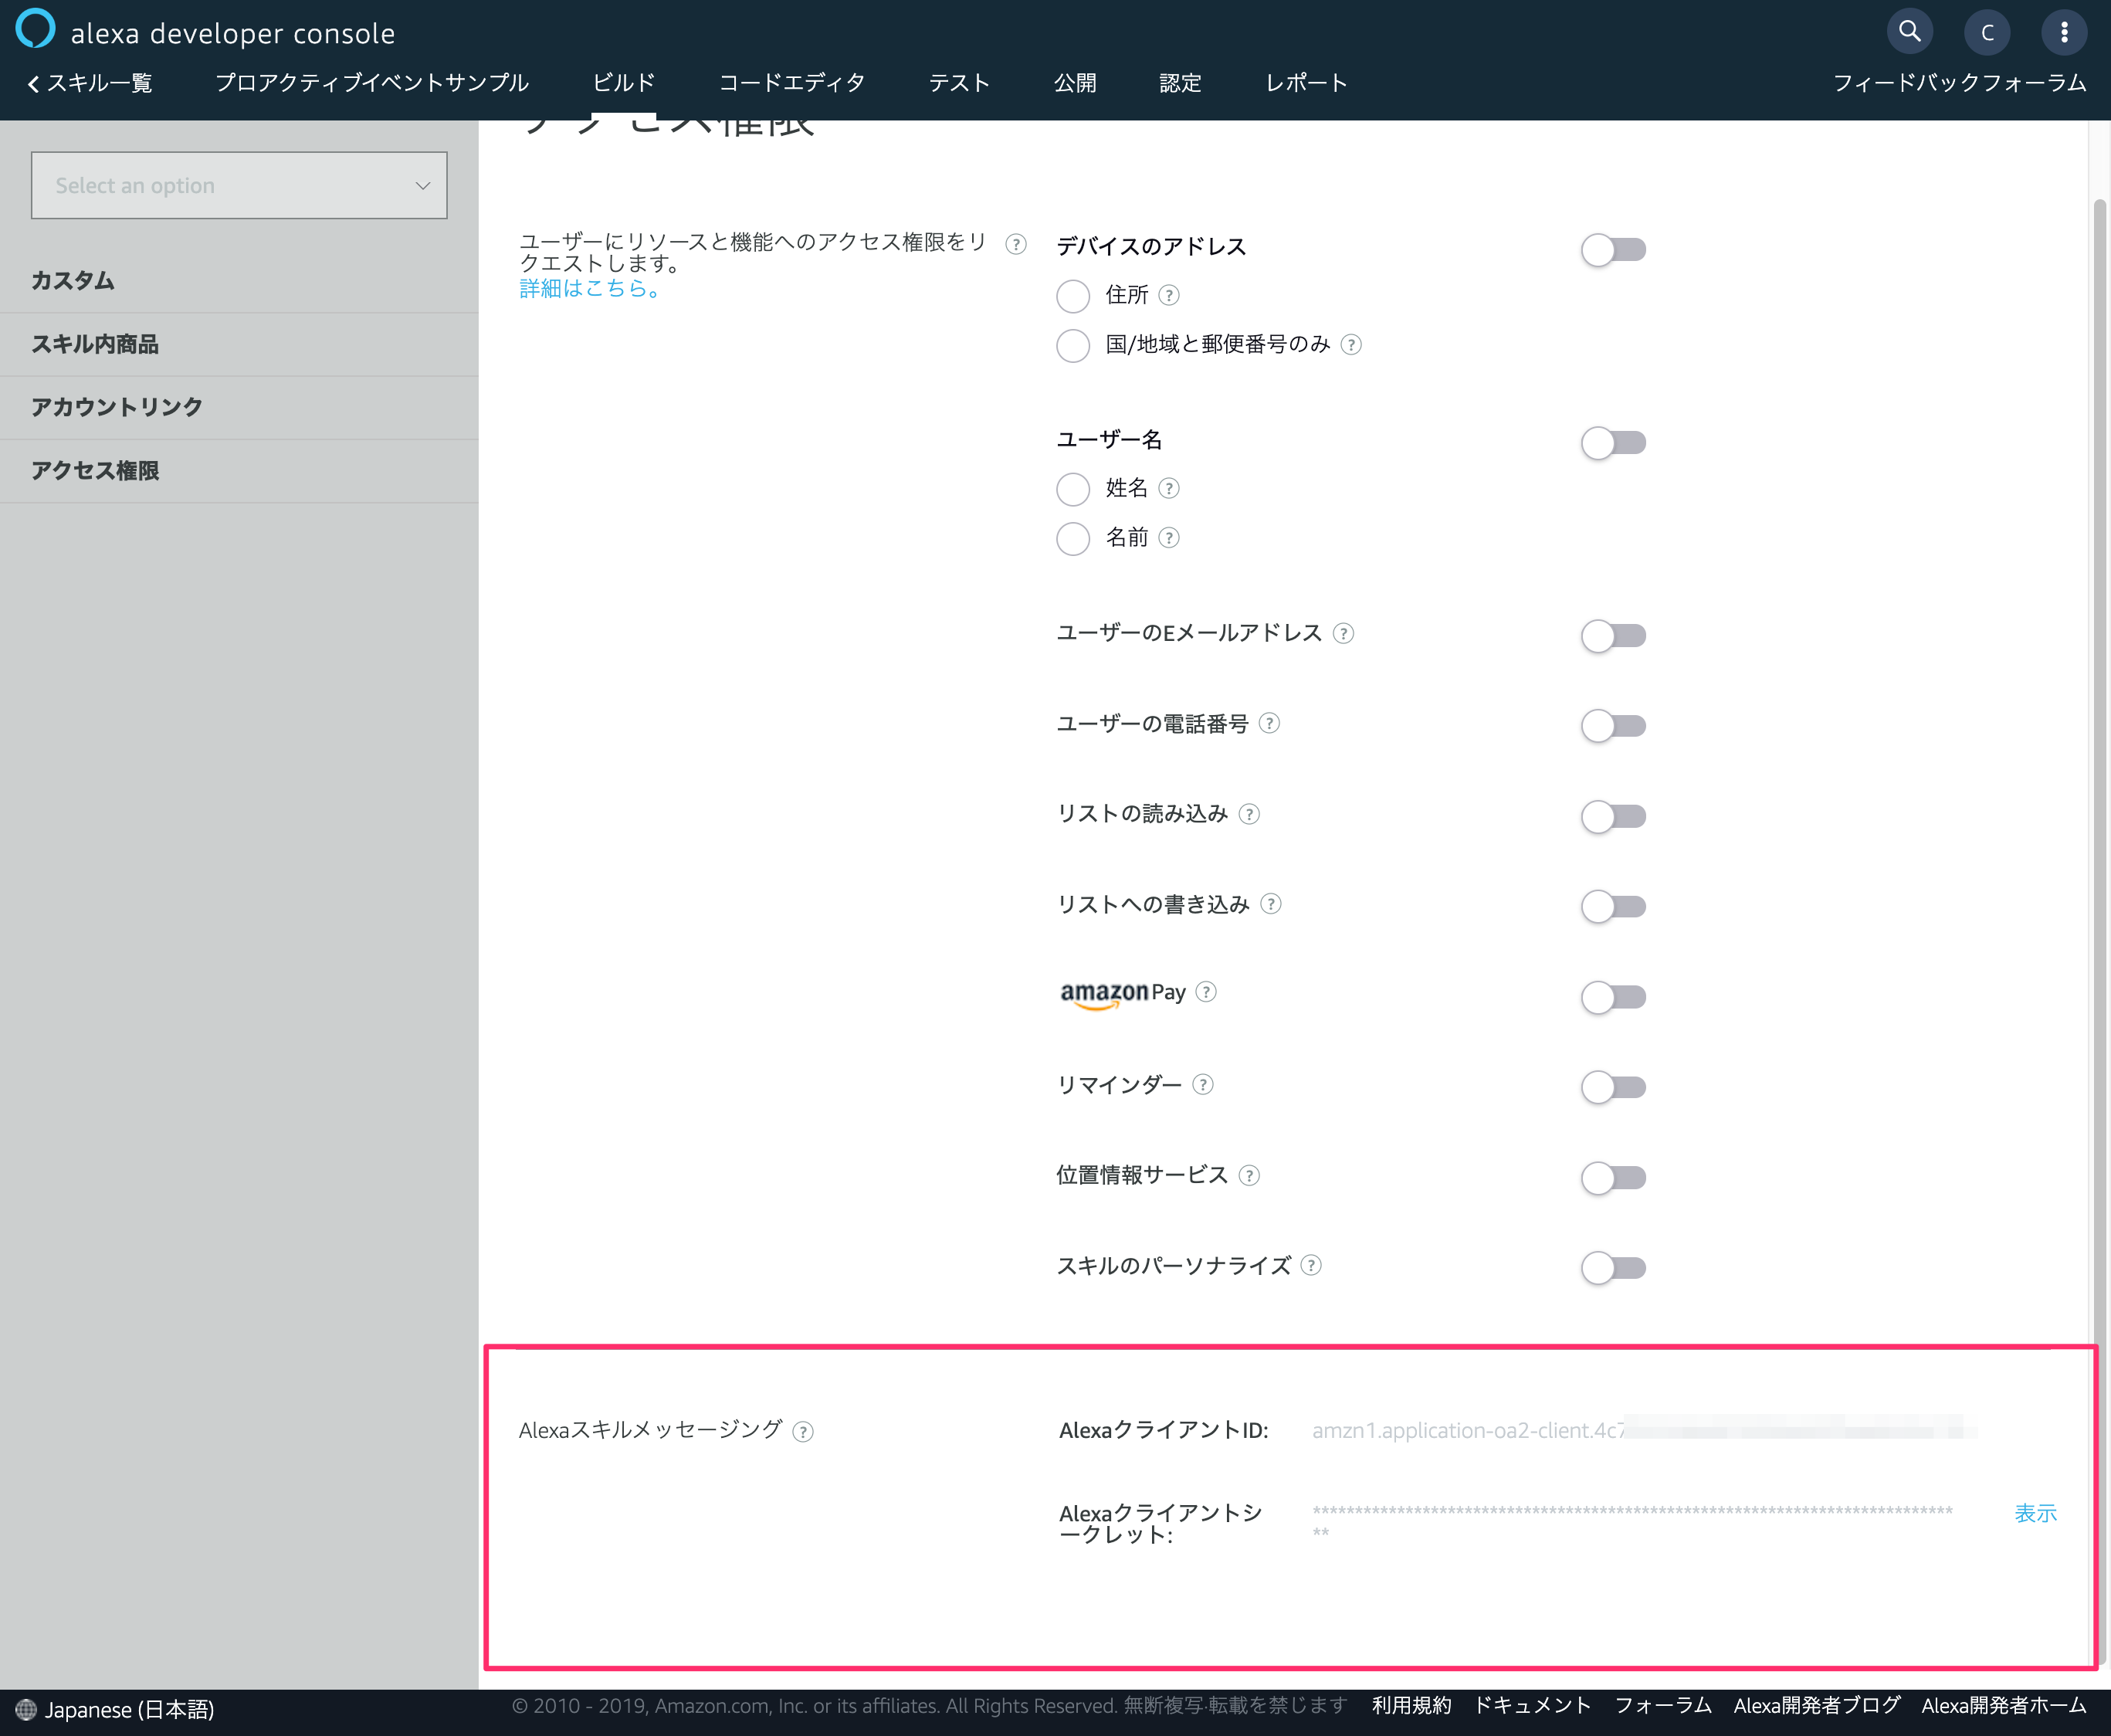 alexa developer console
C
スキル一覧 プロアクティブイベントサンプル ビルド コードエディタ テスト 公開 認定 レポート フィードバックフォーラム
アクセス権限
Select an option
カスタム
スキル内商品
アカウントリンク
アクセス権限
ユーザーにリソースと機能へのアクセス権限をリ
クエストします。
詳細はこちら。
デバイスのアドレス
住所
国/地域と郵便番号のみ
ユーザー名
姓名
名前
ユーザーのEメールアドレス
ユーザーの電話番号
リストの読み込み
リストへの書き込み
amazon Pay
リマインダー
位置情報サービス
スキルのパーソナライズ
Alexaスキルメッセージング
AlexaクライアントID: amzn1.application-oa2-client.4c7
Alexaクライアントシ
ークレット:
******************************************************************************
**
表示
Japanese (日本語)
© 2010 - 2019, Amazon.com, Inc. or its affiliates. All Rights Reserved. 無断複写·転載を禁じます 利用規約 ドキュメント フォーラム Alexa開発者ブログ Alexa開発者ホーム